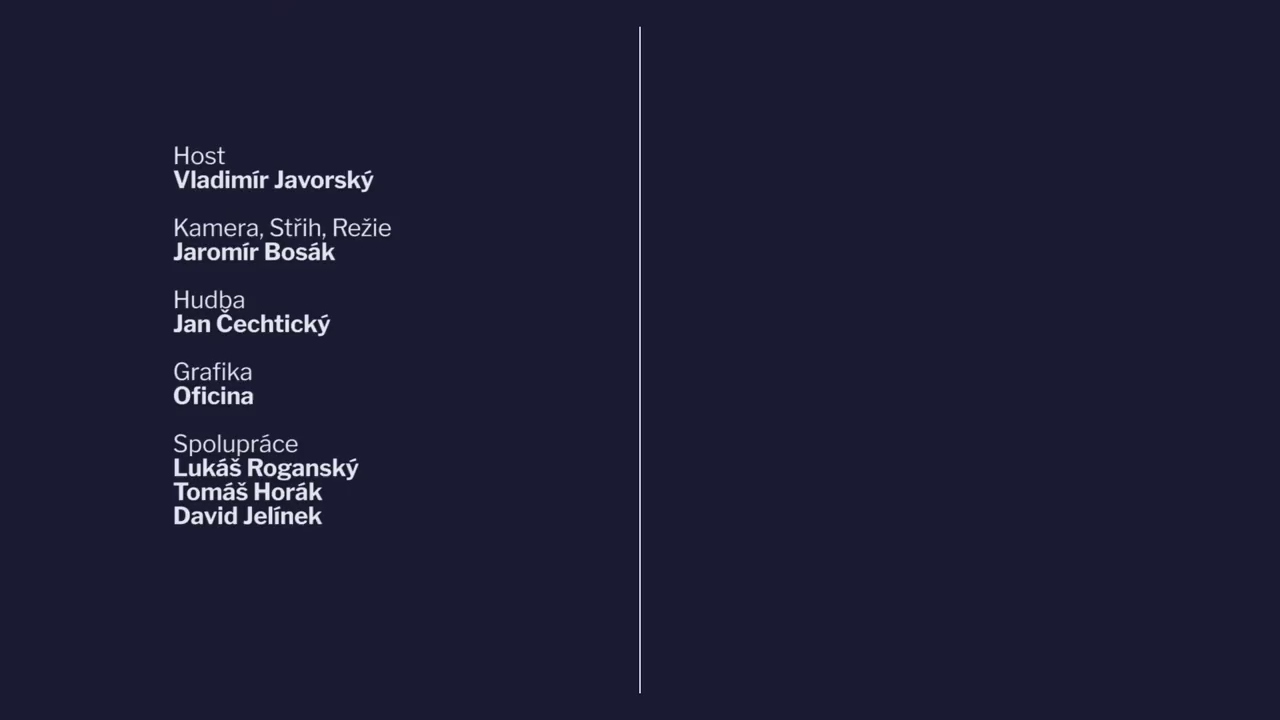 Host
Vladimír Javorský
Kamera, Střih, Režie
Jaromír Bosák
Hudba
Jan Čechtický
Grafika
Oficina
Spolupráce
Lukáš Roganský
Tomáš Horák
David Jelínek